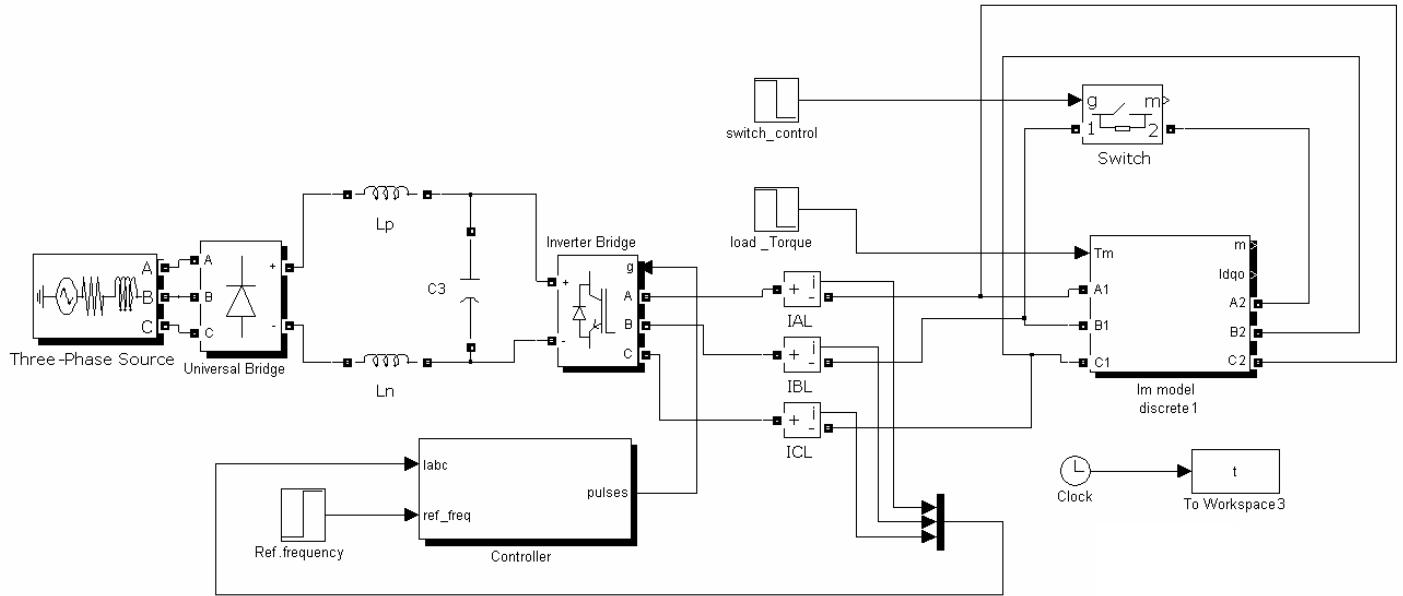 switch_control
g
m
1
2
Switch
load _Torque
Tm
m
Idqo
A1
A2
B1
B2
C1
C2
Im model
discrete1
Three-Phase Source
A
B
C
A
B
C
+
-
Universal Bridge
Lp
Ln
C3
Inverter Bridge
+
-
g
A
B
C
+
i
-
IAL
+
i
-
IBL
+
i
-
ICL
Iabc
ref_freq
pulses
Controller
Ref.frequency
Clock
t
To Workspace3